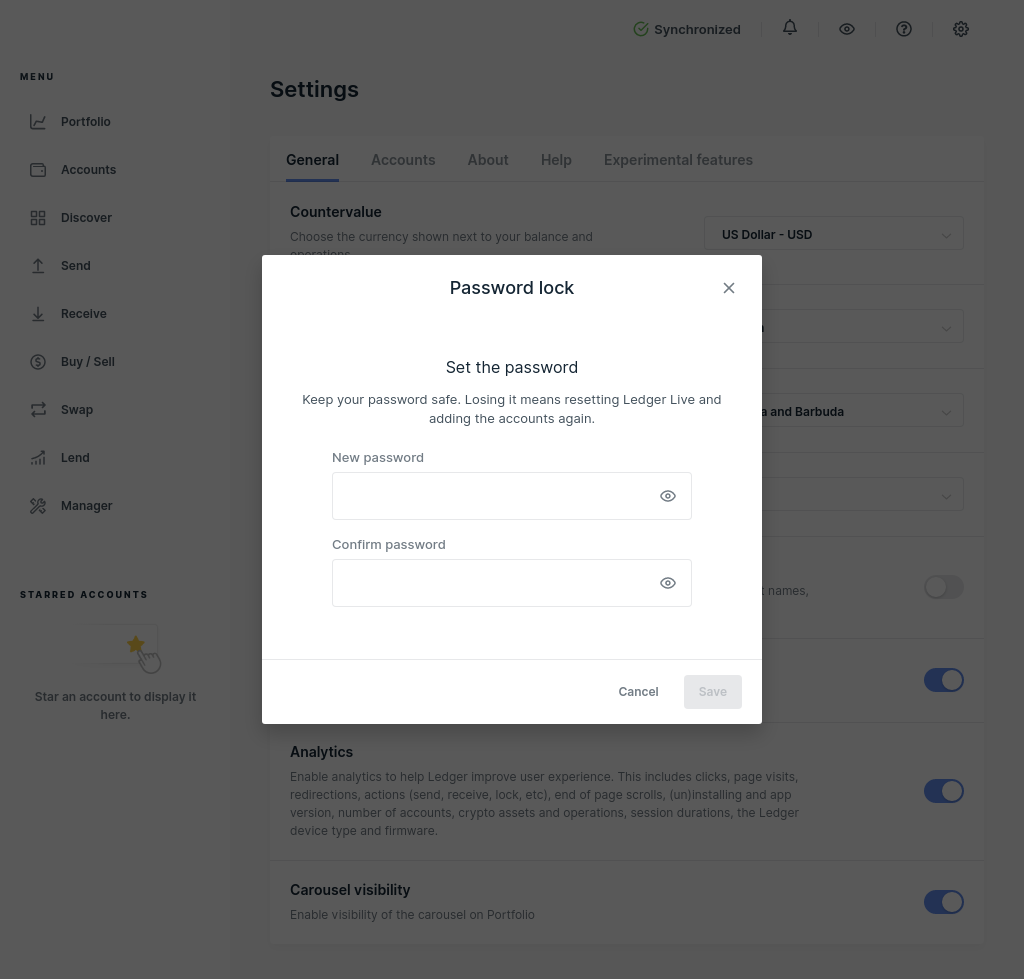 Synchronized
MENU
Settings
Portfolio
General Accounts About Help Experimental features
Accounts
Countervalue
Discover
Choose the currency shown next to your balance and
US Dollar - USD
operations.
Send
Password lock
Receive
Buy / Sell
Set the password
Keep your password safe. Losing it means resetting Ledger Live and
adding the accounts again.
Swap
a and Barbuda
Lend
New password
Manager
Confirm password
STARRED ACCOUNTS
t names,
Star an account to display it
here.
Cancel
Save
Analytics
Enable analytics to help Ledger improve user experience. This includes clicks, page visits,
redirections, actions (send, receive, lock, etc), end of page scrolls, (un)installing and app
version, number of accounts, crypto assets and operations, session durations, the Ledger
device type and firmware.
Carousel visibility
Enable visibility of the carousel on Portfolio